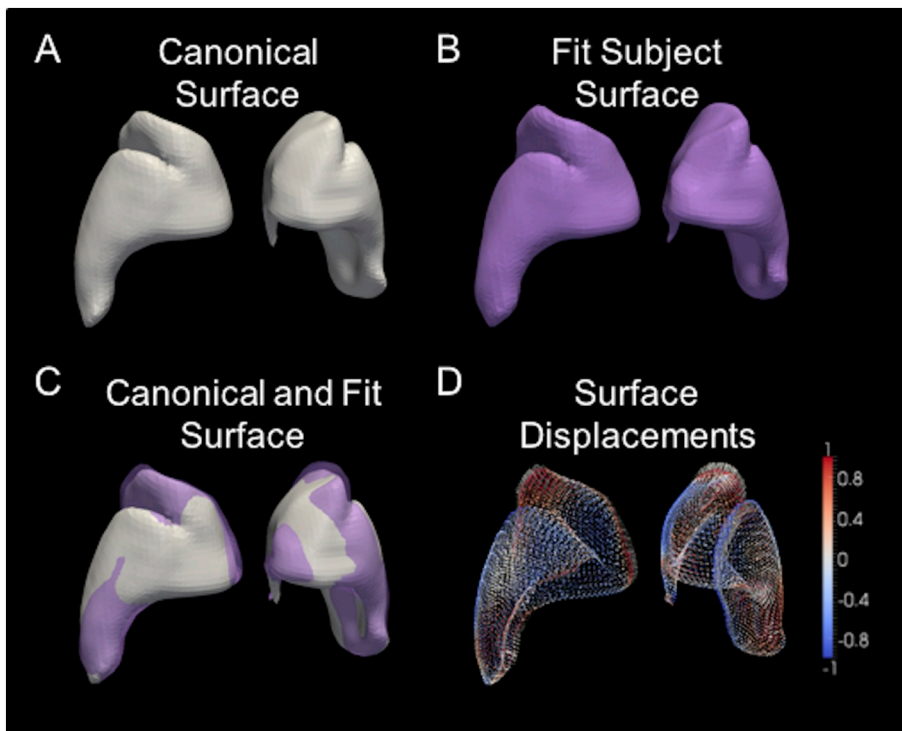 A
Canonical
Surface
B
Fit Subject
Surface
C
Canonical and Fit
Surface
D
Surface
Displacements
1
0.8
0.4
0
-0.4
-0.8
-1